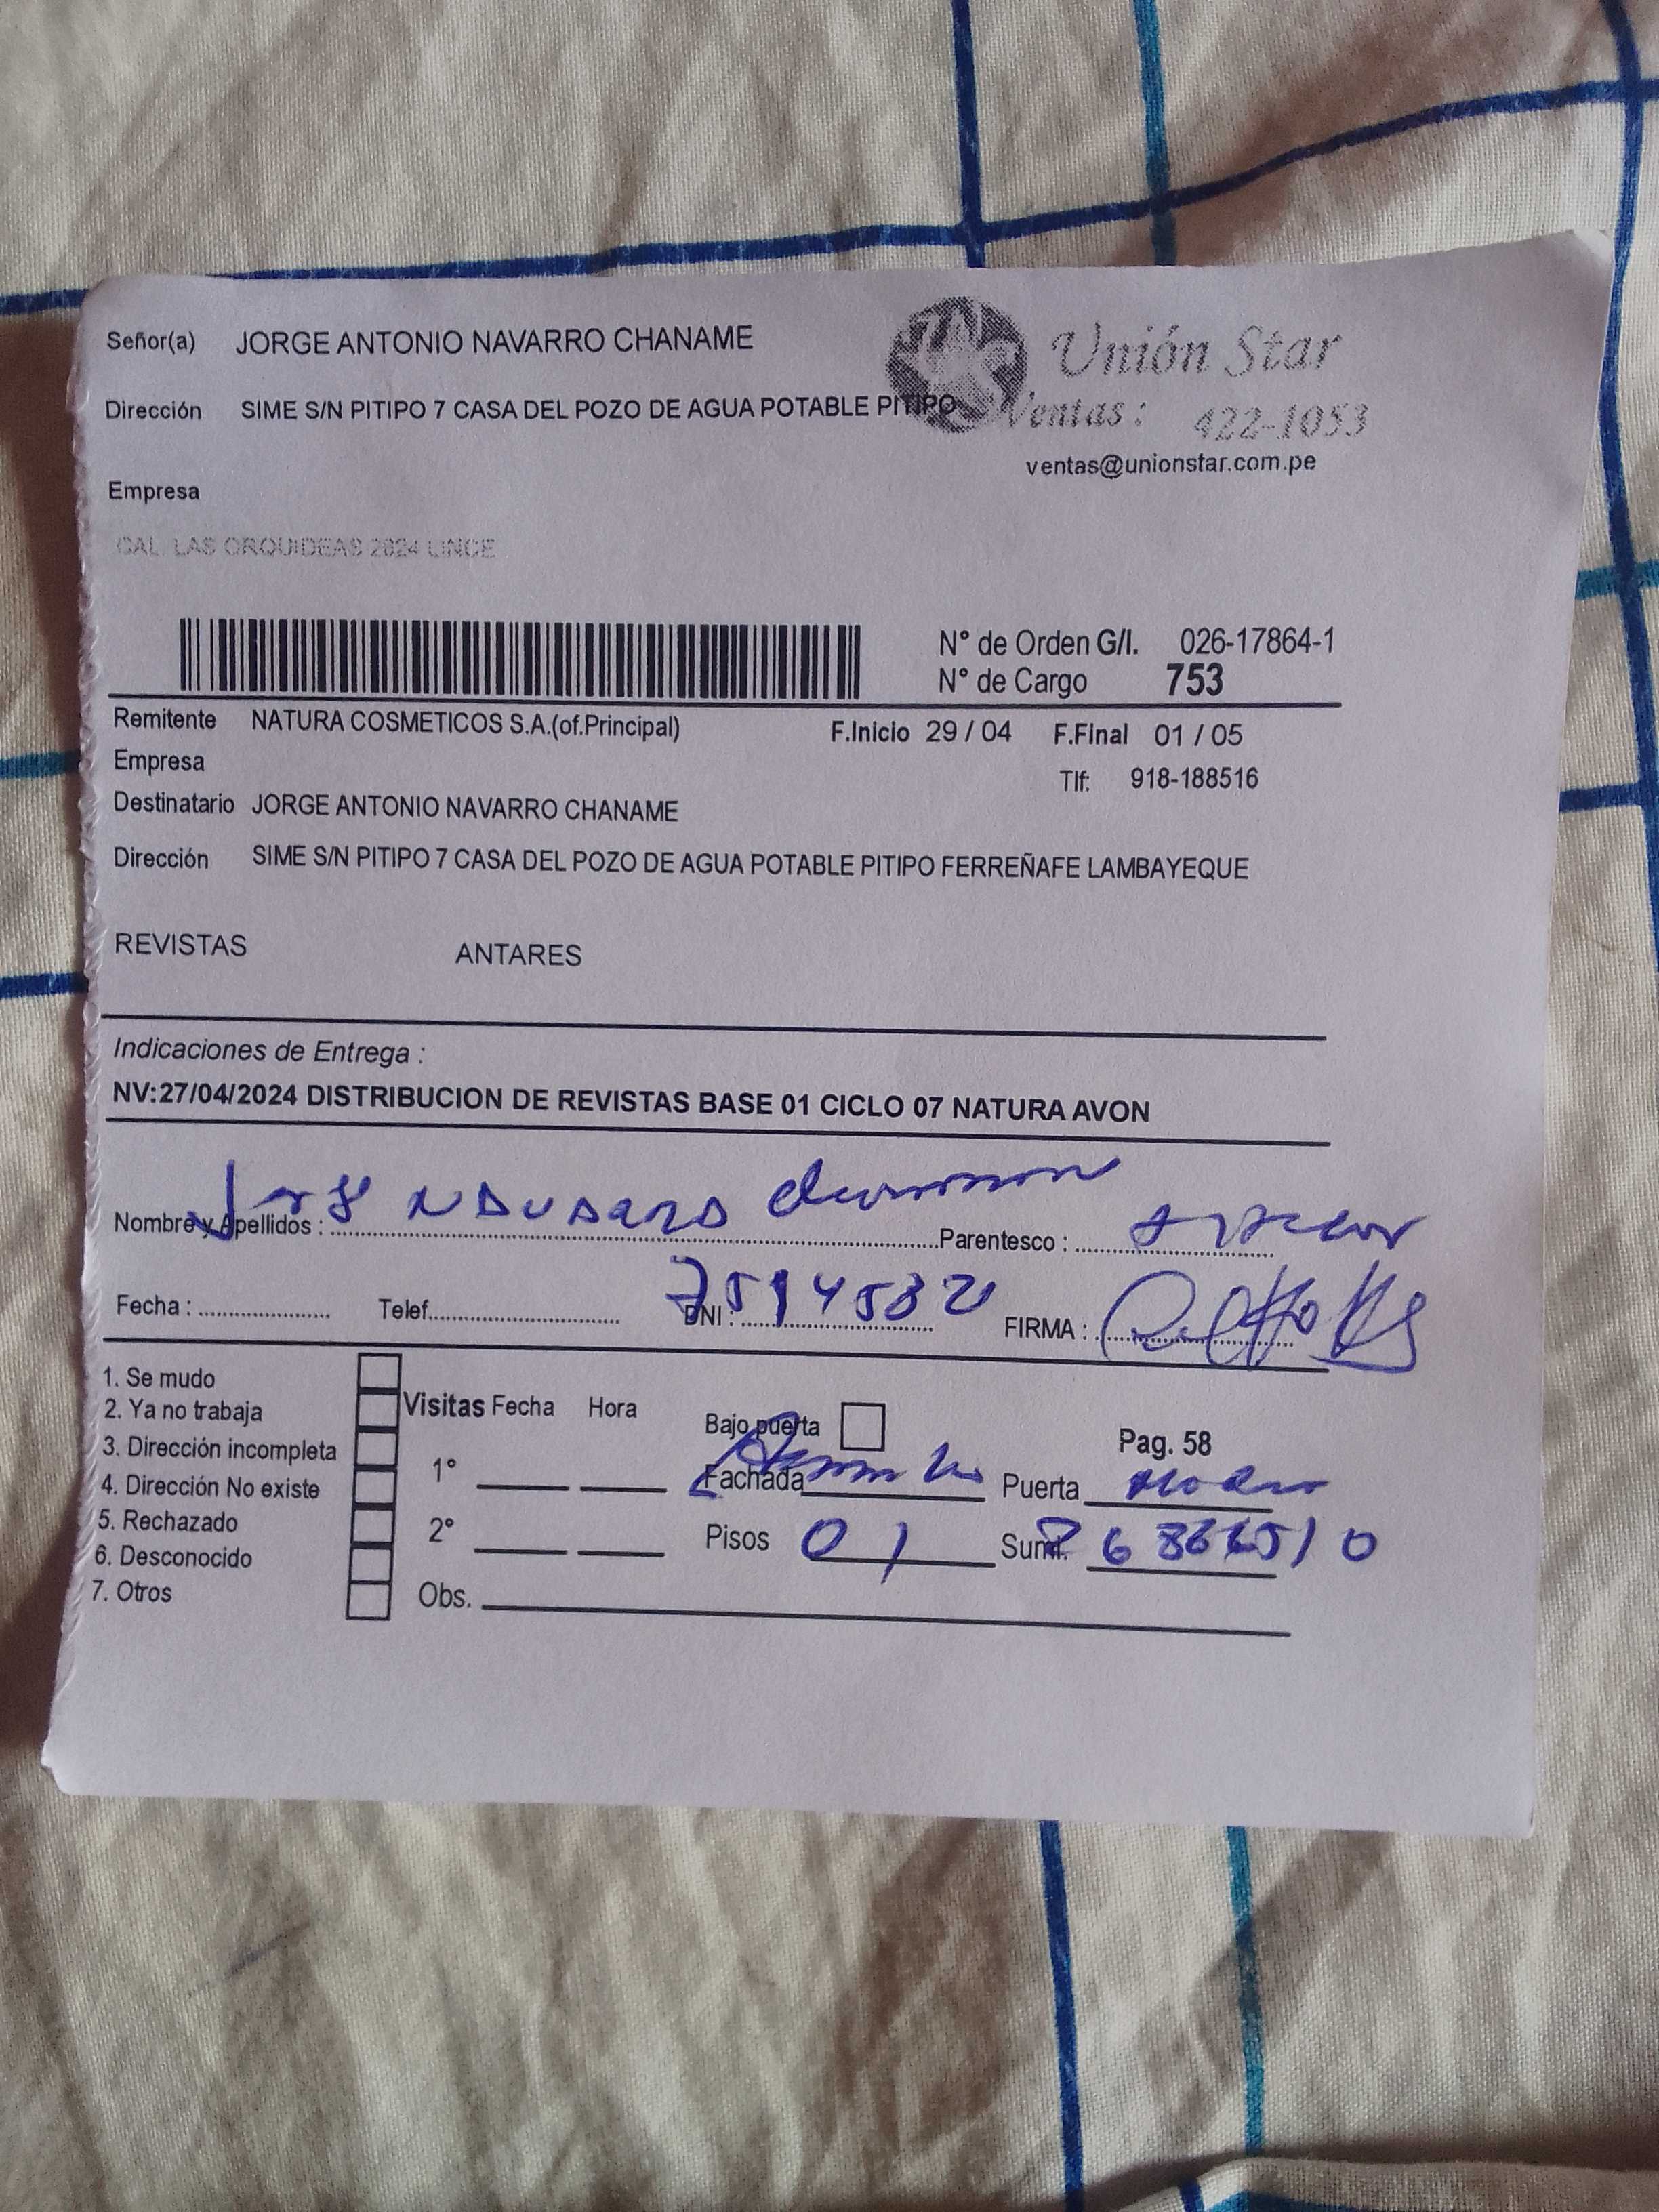 Señor(a) JORGE ANTONIO NAVARRO CHANAME
Unión Star
Dirección SIME S/N PITIPO 7 CASA DEL POZO DE AGUA POTABLE PITIPO
Ventas: 422-1053
ventas@unionstar.com.pe
Empresa
CAL. LAS ORQUIDEAS 2624 LINCE
N° de Orden G/I. 026-17864-1
N° de Cargo 753
Remitente NATURA COSMETICOS S.A.(of.Principal) F.Inicio 29 / 04 F.Final 01 / 05
Empresa
Tlf: 918-188516
Destinatario JORGE ANTONIO NAVARRO CHANAME
Dirección SIME S/N PITIPO 7 CASA DEL POZO DE AGUA POTABLE PITIPO FERREÑAFE LAMBAYEQUE
REVISTAS ANTARES
Indicaciones de Entrega :
NV:27/04/2024 DISTRIBUCION DE REVISTAS BASE 01 CICLO 07 NATURA AVON
Nombre y Apellidos : Parentesco :
Fecha : Telef. DNI : FIRMA :
1. Se mudo
2. Ya no trabaja
3. Dirección incompleta
4. Dirección No existe
5. Rechazado
6. Desconocido
7. Otros
Visitas Fecha Hora
1°
2°
Obs.
Bajo puerta Pag. 58
Fachada Puerta
Pisos 01 Sumi.